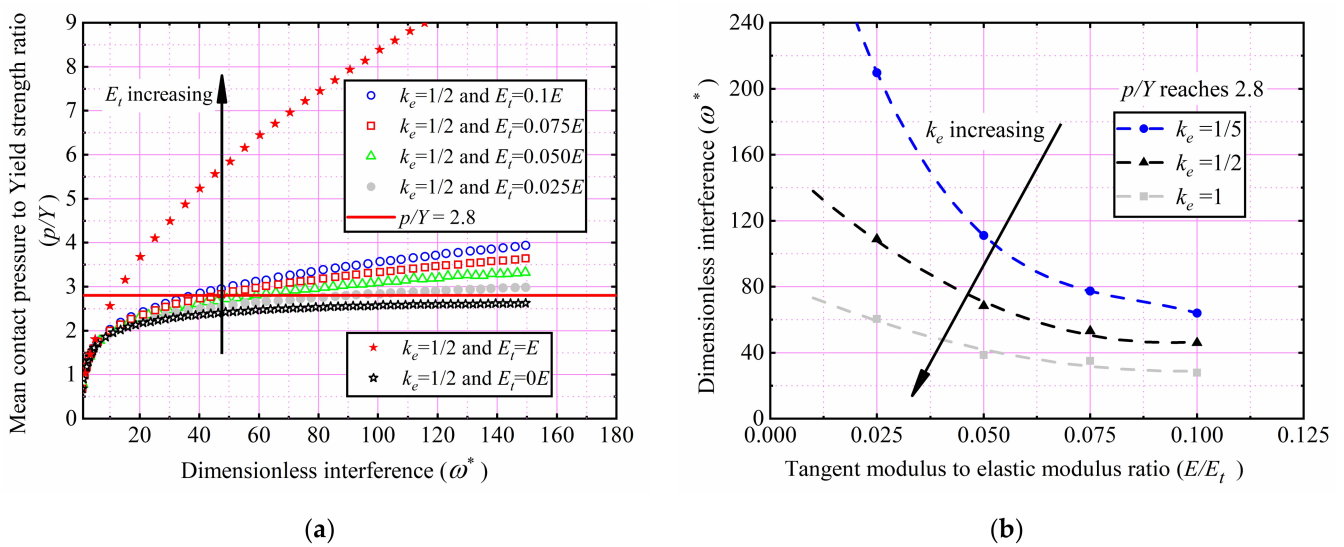 Mean contact pressure to Yield strength ratio
(p/Y)
9
8
7
6
5
4
3
2
1
0
E_t increasing
k_e=1/2 and E_t=0.1E
k_e=1/2 and E_t=0.075E
k_e=1/2 and E_t=0.050E
k_e=1/2 and E_t=0.025E
p/Y = 2.8
k_e=1/2 and E_t=E
k_e=1/2 and E_t=0E
20 40 60 80 100 120 140 160 180
Dimensionless interference (ω*)
(a)
Dimensionless interference (ω*)
240
200
160
120
80
40
0
p/Y reaches 2.8
k_e increasing
k_e =1/5
k_e =1/2
k_e =1
0.000 0.025 0.050 0.075 0.100 0.125
Tangent modulus to elastic modulus ratio (E/E_t)
(b)